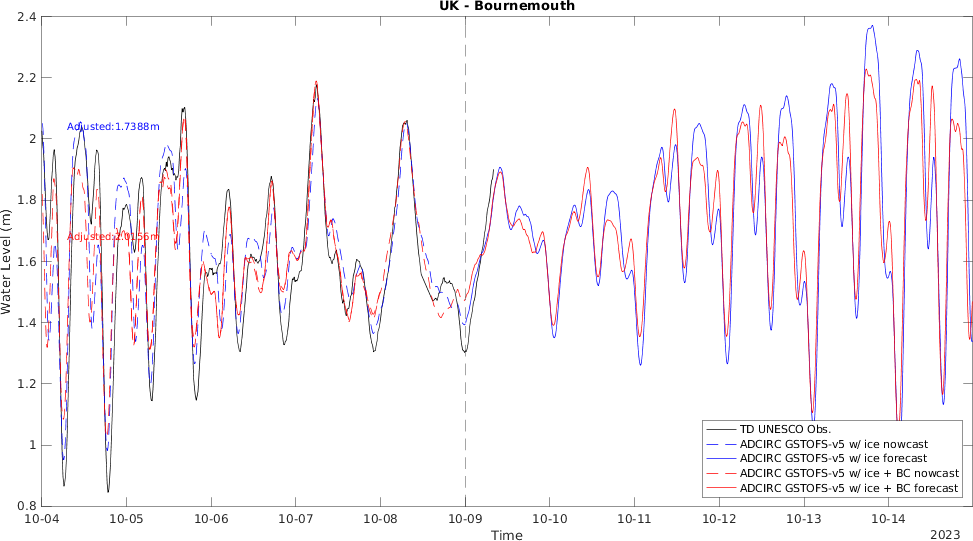 UK - Bournemouth
2.4
2.2
2
1.8
1.6
1.4
1.2
1
0.8
Water Level (m)
Adjusted:1.7388m
TD UNESCO Obs.
ADCIRC GSTOFS-v5 w/ ice nowcast
ADCIRC GSTOFS-v5 w/ ice forecast
ADCIRC GSTOFS-v5 w/ ice + BC nowcast
ADCIRC GSTOFS-v5 w/ ice + BC forecast
10-04 10-05 10-06 10-07 10-08 10-09 10-10 10-11 10-12 10-13 10-14
Time
2023